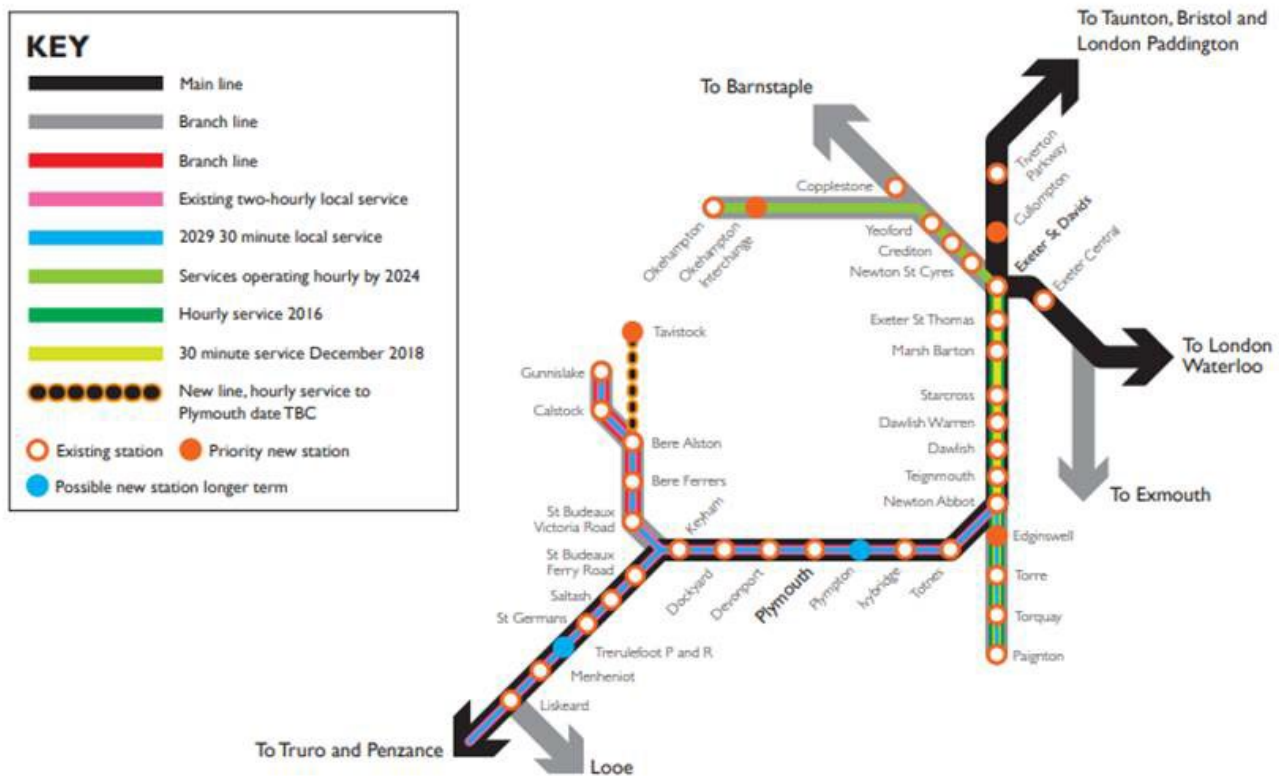 KEY
Main line
Branch line
Branch line
Existing two-hourly local service
2029 30 minute local service
Services operating hourly by 2024
Hourly service 2016
30 minute service December 2018
New line, hourly service to
Plymouth date TBC
Existing station
Priority new station
Possible new station longer term
To Taunton, Bristol and
London Paddington
To Barnstaple
Tiverton
Parkway
Cullompton
Copplestone
Okehampton
Okehampton
Interchange
Yeoford
Crediton
Newton St Cyres
Exeter St Davids
Exeter Central
Exeter St Thomas
Marsh Barton
To London
Waterloo
Starcross
Dawlish Warren
Dawlish
Teignmouth
Newton Abbot
To Exmouth
Edginswell
Torre
Torquay
Paignton
Tavistock
Gunnislake
Calstock
Bere Alston
Bere Ferrers
St Budeaux
Victoria Road
Keyham
Dockyard
Devonport
Plymouth
Plympton
Ivybridge
Totnes
St Budeaux
Ferry Road
Saltash
St Germans
Trerulefoot P and R
Menheniot
Liskeard
To Truro and Penzance
Looe